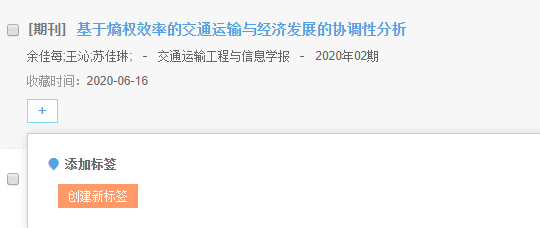 [期刊] 基于熵权效率的交通运输与经济发展的协调性分析
余佳每;王沁;苏佳琳; - 交通运输工程与信息学报 - 2020年02期
收藏时间：2020-06-16
+
添加标签
创建新标签